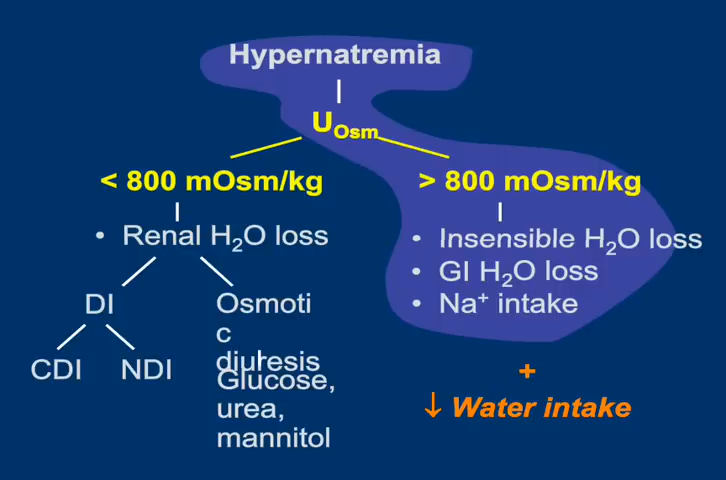 Hypernatremia
U_Osm
< 800 mOsm/kg
> 800 mOsm/kg
• Renal H₂O loss
DI
CDI
NDI
Osmoti
c
diuresis
Glucose,
urea,
mannitol
• Insensible H₂O loss
• GI H₂O loss
• Na⁺ intake
+
↓ Water intake